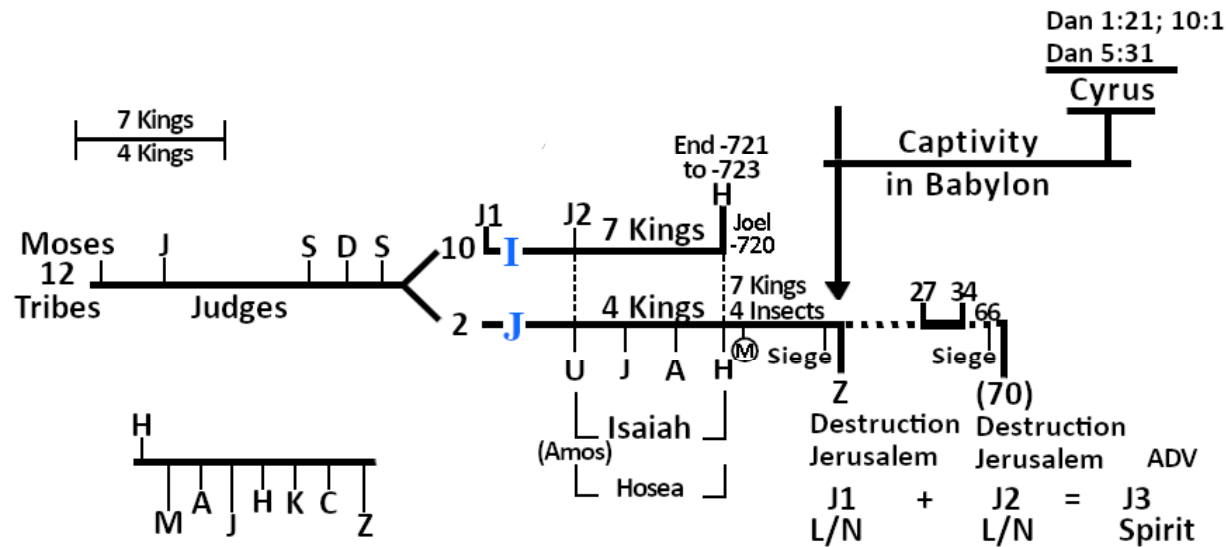 Dan 1:21; 10:1
Dan 5:31
Cyrus
7 Kings
4 Kings
End -721
to -723
H
Captivity
in Babylon
J1
J2
7 Kings
Joel
-720
Moses
J
S D S
10
I
12
Tribes
Judges
7 Kings
4 Insects
27
34
66
2
J
4 Kings
M
Siege
Siege
U
J
A
H
Z
(70)
Isaiah
(Amos)
Hosea
Destruction
Jerusalem
Destruction
Jerusalem
ADV
J1 + J2 = J3
L/N L/N Spirit
H
M A J H K C Z